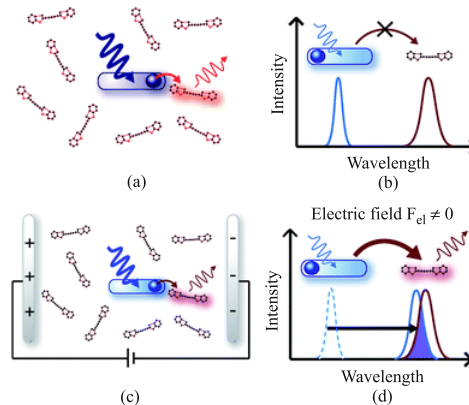 (a)
Intensity
Wavelength
(b)
+
+
+
−
−
−
(c)
Electric field F_el ≠ 0
Intensity
Wavelength
(d)